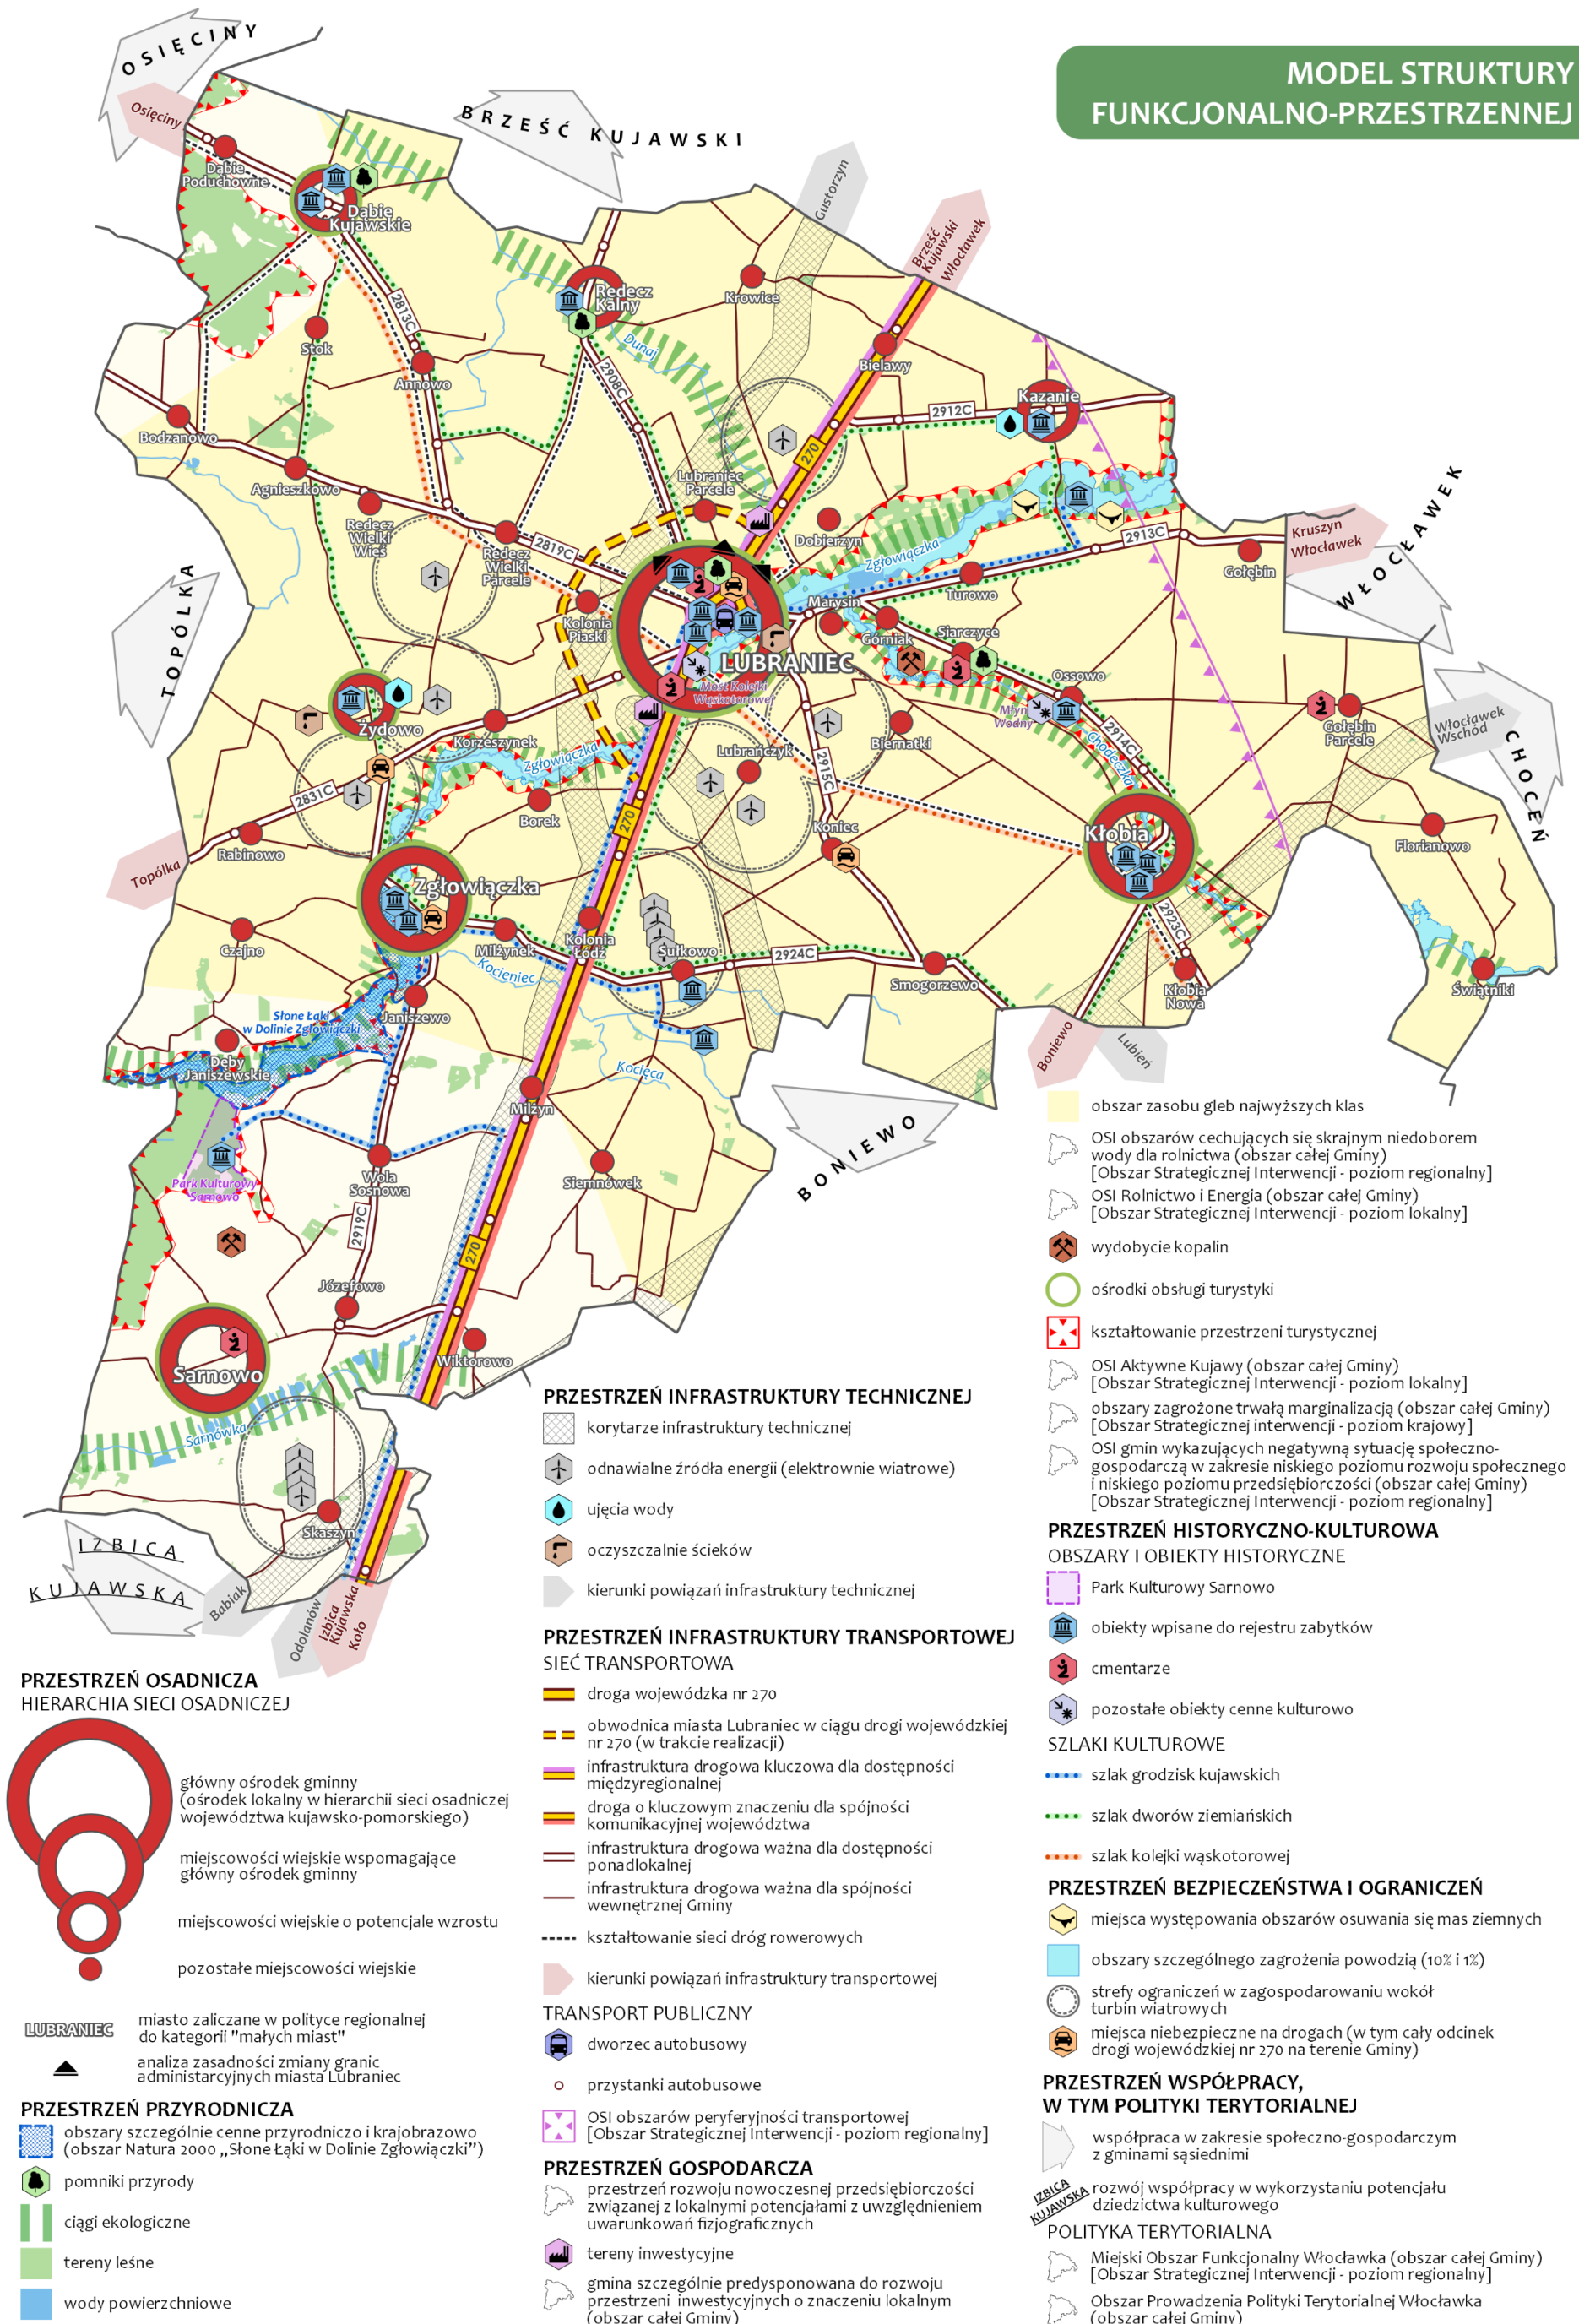 MODEL STRUKTURY
FUNKCJONALNO-PRZESTRZENNEJ
OSIĘCINY
Osięciny
BRZEŚĆ KUJAWSKI
Gustorzyn
Brześć
Kujawski
Włocławek
Dąbie
Poduchowne
Dąbie
Kujawskie
2813C
Redecz
Kalny
Krowice
Dunaj
Stok
Annowo
2908C
Bielawy
Kazanie
2912C
Bodzanowo
270
Agnieszkowo
Lubraniec
Parcele
Redecz
Wielki
Wieś
Redecz
Wielki
Parcele
2819C
Dobierzyn
Zgłowiączka
2913C
Kruszyn
Włocławek
Gołębin
WŁOCŁAWEK
Turowo
Marysin
Kolonia
Piaski
Górniak
Siarczyce
TOPÓLKA
LUBRANIEC
Most Kolejki
Wąskotorowej
Ossowo
Młyn
Wodny
Chodeczka
2914C
Gołębin
Parcele
Włocławek
Wschód
CHOCEŃ
Żydowo
Korzeszynek
Zgłowiączka
Lubrańczyk
Biernatki
2915C
2831C
Borek
270
Koniec
Kłobia
Florianowo
Rabinowo
Topólka
Zgłowiączka
Czajno
Milżynek
Kolonia
Łódź
Sułkowo
2924C
Smogorzewo
2923C
Kłobia
Nowa
Świątniki
Kocieniec
Słone Łąki
w Dolinie Zgłowiączki
Janiszewo
Dęby
Janiszewskie
Kocięca
Boniewo
Lubień
Milżyn
BONIEWO
Park Kulturowy
Sarnowo
Wola
Sosnowa
Siemnówek
2919C
270
Józefowo
Wiktorowo
Sarnowo
Sarnówka
Skaszyn
IZBICA
KUJAWSKA
Babiak
Odolanów
Izbica
Kujawska
Koło
obszar zasobu gleb najwyższych klas
OSI obszarów cechujących się skrajnym niedoborem
wody dla rolnictwa (obszar całej Gminy)
[Obszar Strategicznej Interwencji - poziom regionalny]
OSI Rolnictwo i Energia (obszar całej Gminy)
[Obszar Strategicznej Interwencji - poziom lokalny]
wydobycie kopalin
ośrodki obsługi turystyki
kształtowanie przestrzeni turystycznej
OSI Aktywne Kujawy (obszar całej Gminy)
[Obszar Strategicznej Interwencji - poziom lokalny]
obszary zagrożone trwałą marginalizacją (obszar całej Gminy)
[Obszar Strategicznej interwencji - poziom krajowy]
OSI gmin wykazujących negatywną sytuację społeczno-
gospodarczą w zakresie niskiego poziomu rozwoju społecznego
i niskiego poziomu przedsiębiorczości (obszar całej Gminy)
[Obszar Strategicznej Interwencji - poziom regionalny]
PRZESTRZEŃ HISTORYCZNO-KULTUROWA
OBSZARY I OBIEKTY HISTORYCZNE
Park Kulturowy Sarnowo
obiekty wpisane do rejestru zabytków
cmentarze
pozostałe obiekty cenne kulturowo
SZLAKI KULTUROWE
szlak grodzisk kujawskich
szlak dworów ziemiańskich
szlak kolejki wąskotorowej
PRZESTRZEŃ BEZPIECZEŃSTWA I OGRANICZEŃ
miejsca występowania obszarów osuwania się mas ziemnych
obszary szczególnego zagrożenia powodzią (10% i 1%)
strefy ograniczeń w zagospodarowaniu wokół
turbin wiatrowych
miejsca niebezpieczne na drogach (w tym cały odcinek
drogi wojewódzkiej nr 270 na terenie Gminy)
PRZESTRZEŃ WSPÓŁPRACY,
W TYM POLITYKI TERYTORIALNEJ
współpraca w zakresie społeczno-gospodarczym
z gminami sąsiednimi
IZBICA
KUJAWSKA
rozwój współpracy w wykorzystaniu potencjału
dziedzictwa kulturowego
POLITYKA TERYTORIALNA
Miejski Obszar Funkcjonalny Włocławka (obszar całej Gminy)
[Obszar Strategicznej Interwencji - poziom regionalny]
Obszar Prowadzenia Polityki Terytorialnej Włocławka
(obszar całej Gminy)
PRZESTRZEŃ INFRASTRUKTURY TECHNICZNEJ
korytarze infrastruktury technicznej
odnawialne źródła energii (elektrownie wiatrowe)
ujęcia wody
oczyszczalnie ścieków
kierunki powiązań infrastruktury technicznej
PRZESTRZEŃ INFRASTRUKTURY TRANSPORTOWEJ
SIEĆ TRANSPORTOWA
droga wojewódzka nr 270
obwodnica miasta Lubraniec w ciągu drogi wojewódzkiej
nr 270 (w trakcie realizacji)
infrastruktura drogowa kluczowa dla dostępności
międzyregionalnej
droga o kluczowym znaczeniu dla spójności
komunikacyjnej województwa
infrastruktura drogowa ważna dla dostępności
ponadlokalnej
infrastruktura drogowa ważna dla spójności
wewnętrznej Gminy
kształtowanie sieci dróg rowerowych
kierunki powiązań infrastruktury transportowej
TRANSPORT PUBLICZNY
dworzec autobusowy
przystanki autobusowe
OSI obszarów peryferyjności transportowej
[Obszar Strategicznej Interwencji - poziom regionalny]
PRZESTRZEŃ GOSPODARCZA
przestrzeń rozwoju nowoczesnej przedsiębiorczości
związanej z lokalnymi potencjałami z uwzględnieniem
uwarunkowań fizjograficznych
tereny inwestycyjne
gmina szczególnie predysponowana do rozwoju
przestrzeni inwestycyjnych o znaczeniu lokalnym
(obszar całej Gminy)
PRZESTRZEŃ OSADNICZA
HIERARCHIA SIECI OSADNICZEJ
główny ośrodek gminny
(ośrodek lokalny w hierarchii sieci osadniczej
województwa kujawsko-pomorskiego)
miejscowości wiejskie wspomagające
główny ośrodek gminny
miejscowości wiejskie o potencjale wzrostu
pozostałe miejscowości wiejskie
LUBRANIEC
miasto zaliczane w polityce regionalnej
do kategorii "małych miast"
analiza zasadności zmiany granic
administarcyjnych miasta Lubraniec
PRZESTRZEŃ PRZYRODNICZA
obszary szczególnie cenne przyrodniczo i krajobrazowo
(obszar Natura 2000 „Słone Łąki w Dolinie Zgłowiączki”)
pomniki przyrody
ciągi ekologiczne
tereny leśne
wody powierzchniowe